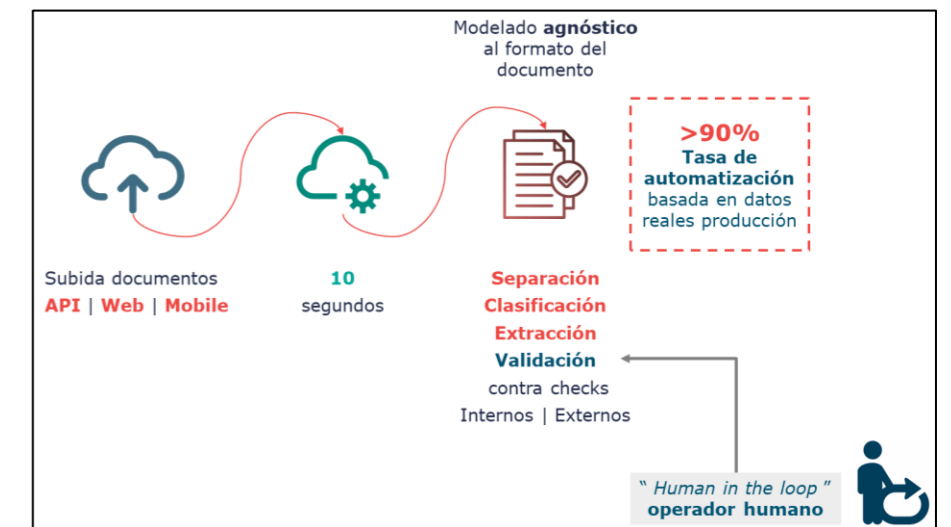 Modelado agnóstico
al formato del
documento
>90%
Tasa de
automatización
basada en datos
reales producción
Subida documentos
API | Web | Mobile
10
segundos
Separación
Clasificación
Extracción
Validación
contra checks
Internos | Externos
“ Human in the loop ”
operador humano